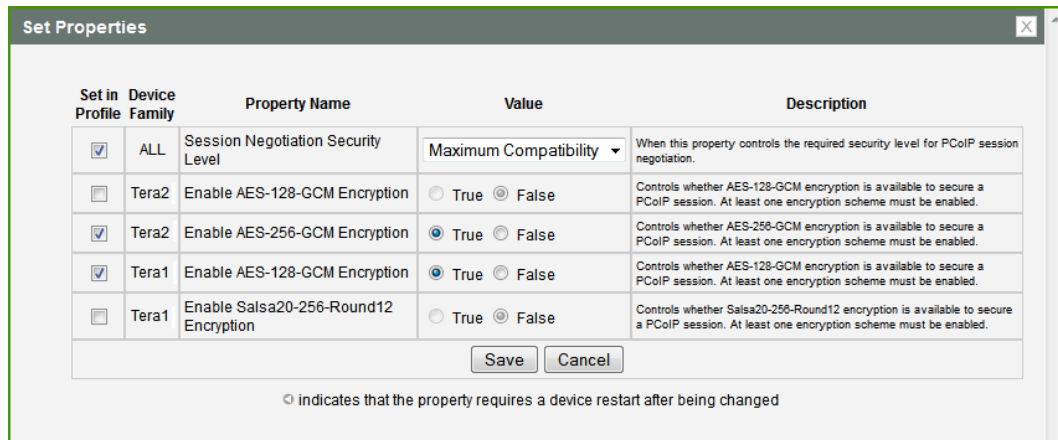 Set Properties
X
Set in Profile
Device Family
Property Name
Value
Description
ALL
Session Negotiation Security
Level
Maximum Compatibility
When this property controls the required security level for PCoIP session
negotiation.
Tera2
Enable AES-128-GCM Encryption
True False
Controls whether AES-128-GCM encryption is available to secure a
PCoIP session. At least one encryption scheme must be enabled.
Tera2
Enable AES-256-GCM Encryption
True False
Controls whether AES-256-GCM encryption is available to secure a
PCoIP session. At least one encryption scheme must be enabled.
Tera1
Enable AES-128-GCM Encryption
True False
Controls whether AES-128-GCM encryption is available to secure a
PCoIP session. At least one encryption scheme must be enabled.
Tera1
Enable Salsa20-256-Round12
Encryption
True False
Controls whether Salsa20-256-Round12 encryption is available to secure
a PCoIP session. At least one encryption scheme must be enabled.
Save Cancel
indicates that the property requires a device restart after being changed